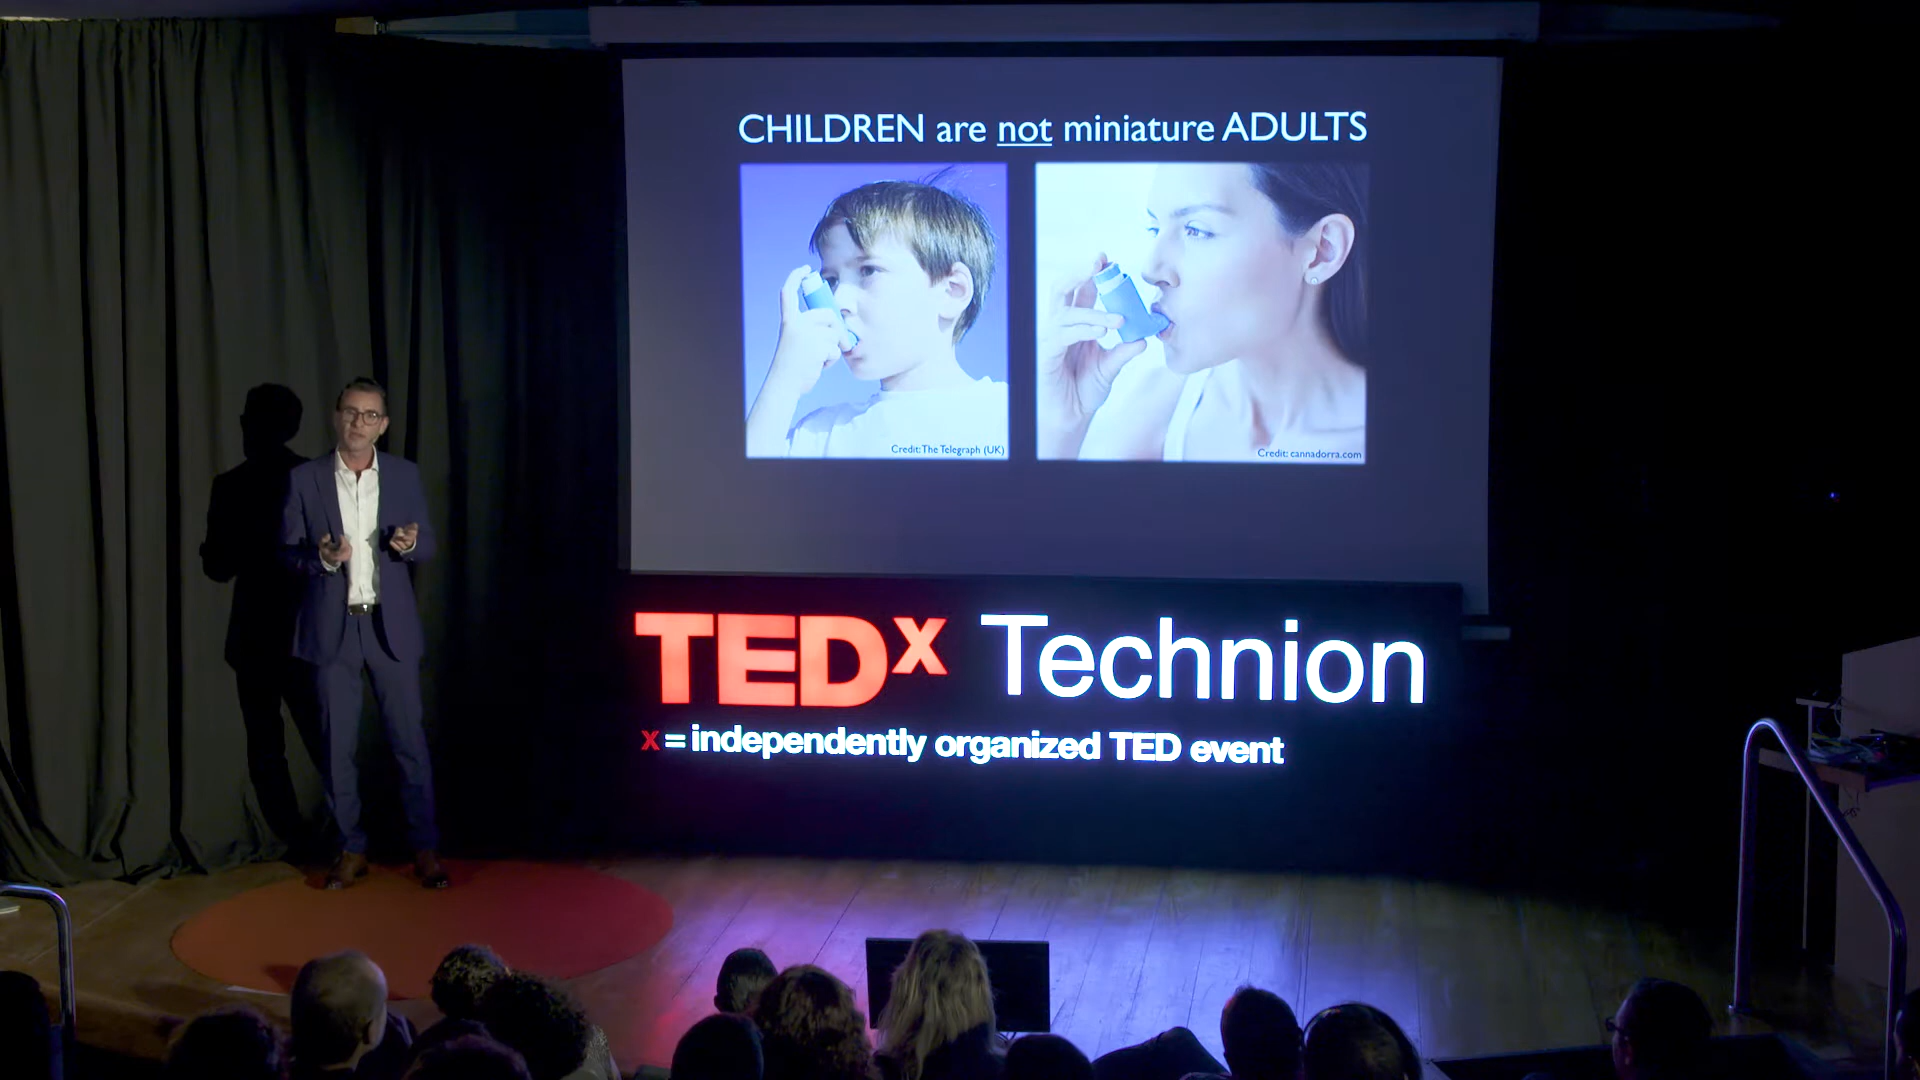 CHILDREN are not miniature ADULTS
Credit: The Telegraph (UK)
Credit: cannadorra.com
TEDx Technion
x = independently organized TED event